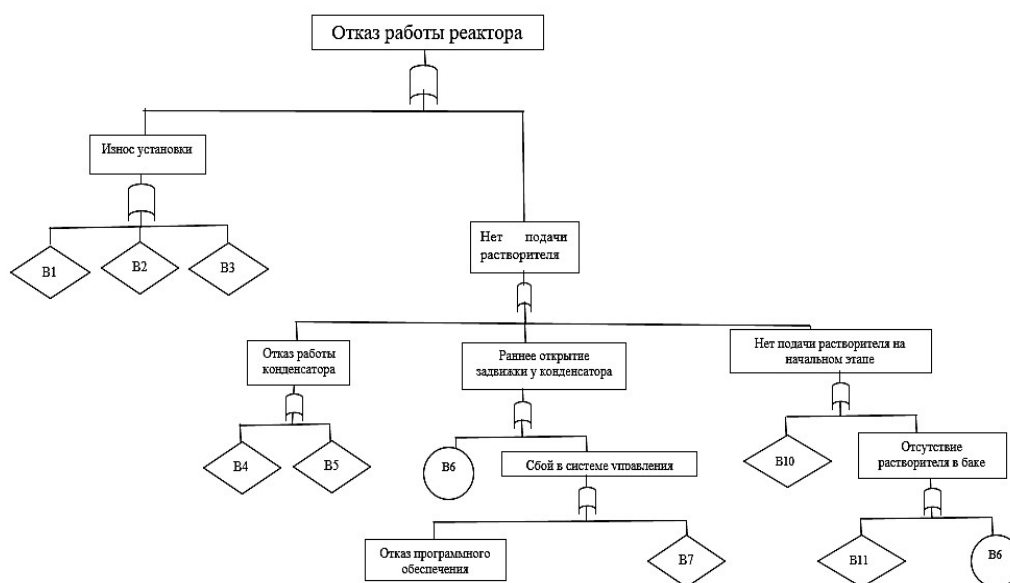 Отказ работы реактора
Износ установки
B1
B2
B3
Нет подачи
растворителя
Отказ работы
конденсатора
Раннее открытие
задвижки у конденсатора
Нет подачи растворителя на
начальном этапе
B4
B5
B6
Сбой в системе управления
B10
Отсутствие
растворителя в баке
Отказ программного
обеспечения
B7
B11
B6